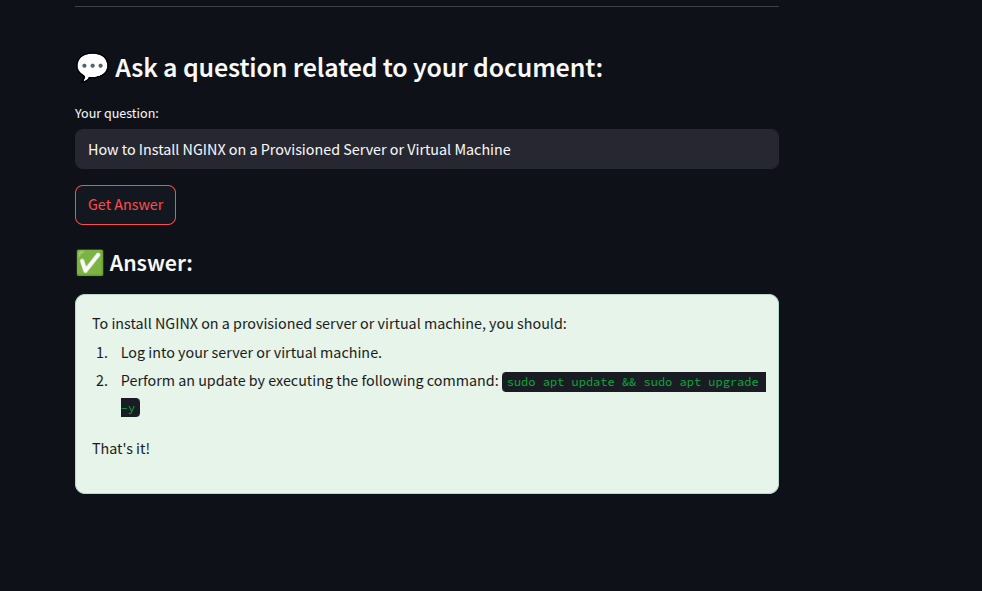 💬 Ask a question related to your document:
Your question:
How to Install NGINX on a Provisioned Server or Virtual Machine
Get Answer
✅ Answer:
To install NGINX on a provisioned server or virtual machine, you should:
1. Log into your server or virtual machine.
2. Perform an update by executing the following command: sudo apt update && sudo apt upgrade
-y
That's it!